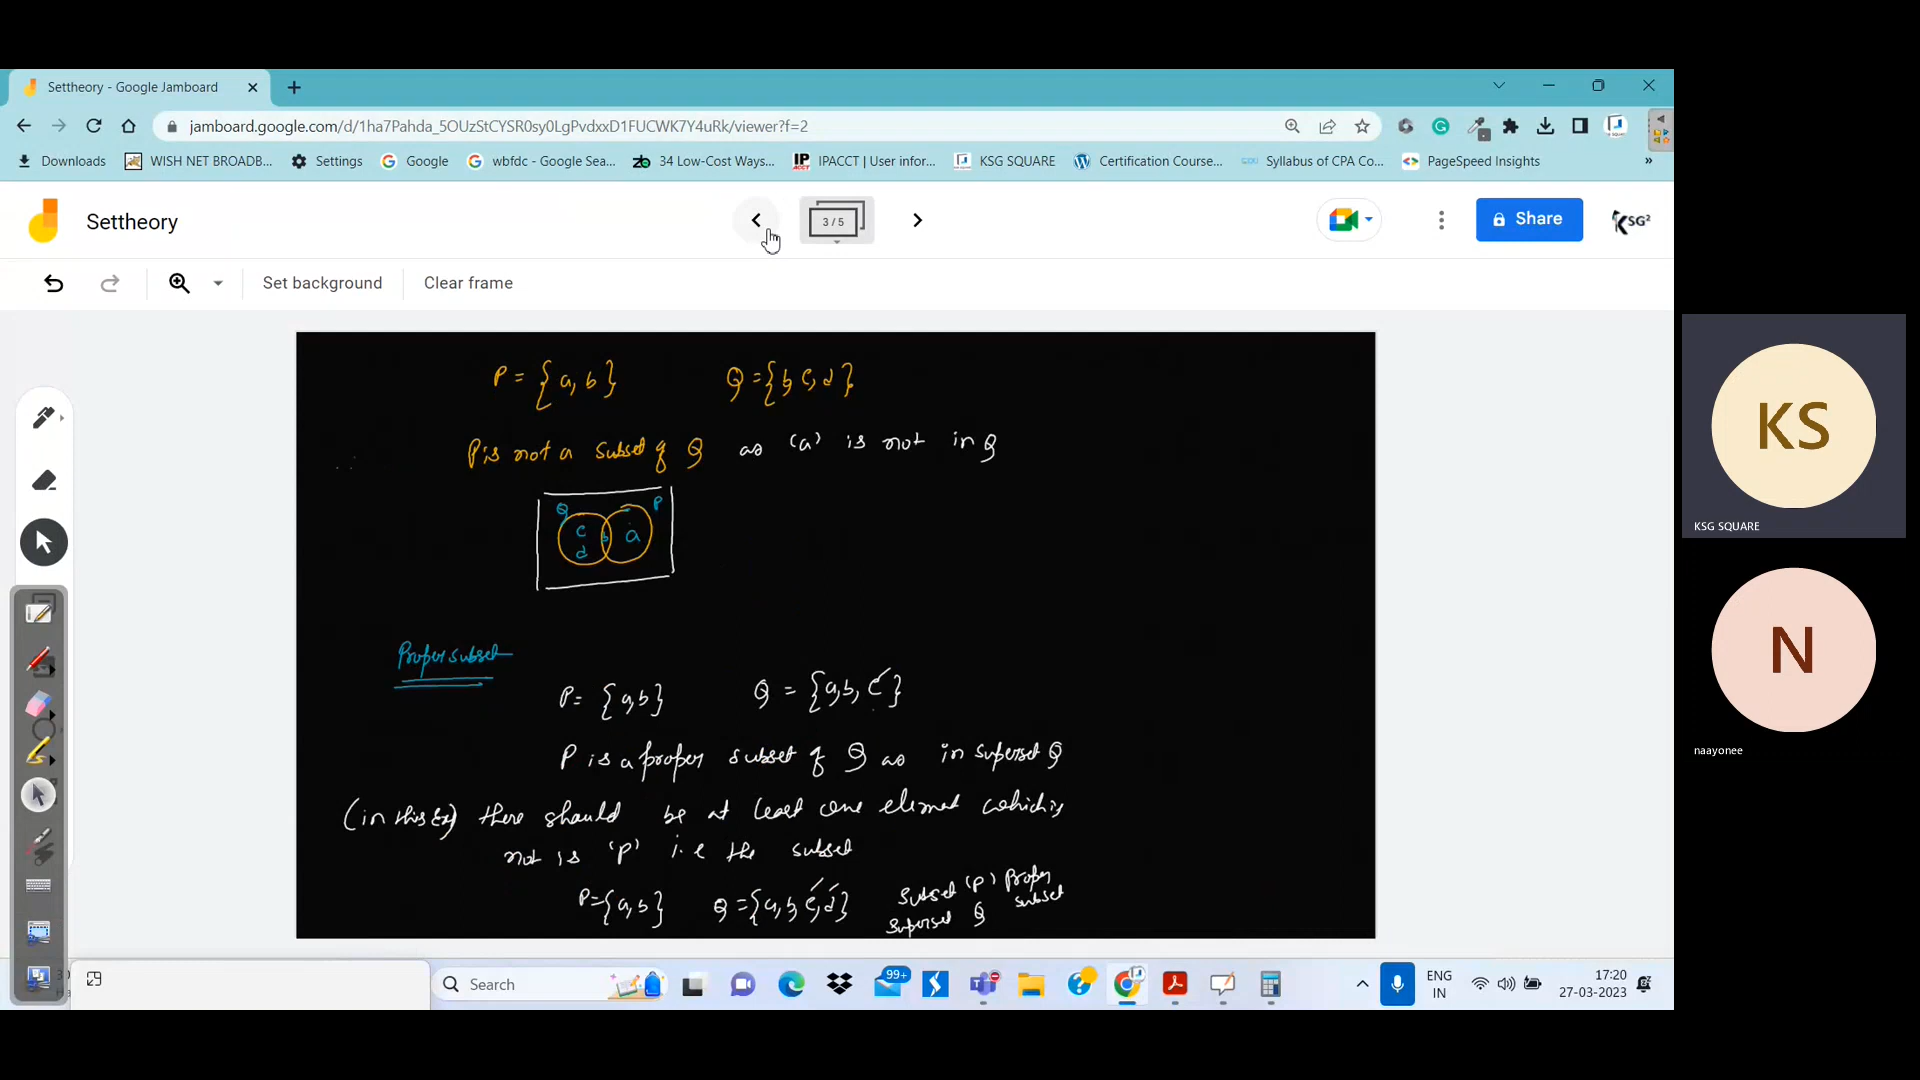 Settheory - Google Jamboard
jamboard.google.com/d/1ha7Pahda_5OUzStCYSR0sy0LgPvdxxD1FUCWK7Y4uRk/viewer?f=2
Downloads WISH NET BROADB... Settings Google wbfdc - Google Sea... 34 Low-Cost Ways... IPACCT | User infor... KSG SQUARE Certification Course... Syllabus of CPA Co... PageSpeed Insights »
Settheory 3 / 5 Share KSG²
Set background Clear frame
P = {a, b} Q = {b, c, d}
P is not a subset of Q as (a) is not in Q
Q P
c b a
d
Proper subset
P = {a, b} Q = {a, b, c}
P is a proper subset of Q as in superset Q
(in this Ex) there should be at least one element which is
not is 'P' i.e the subset
P = {a, b} Q = {a, b, c, d} Subset (P) Proper subset
Superset Q
KS
KSG SQUARE
N
naayonee
Search 99+ ENG IN 17:20 27-03-2023